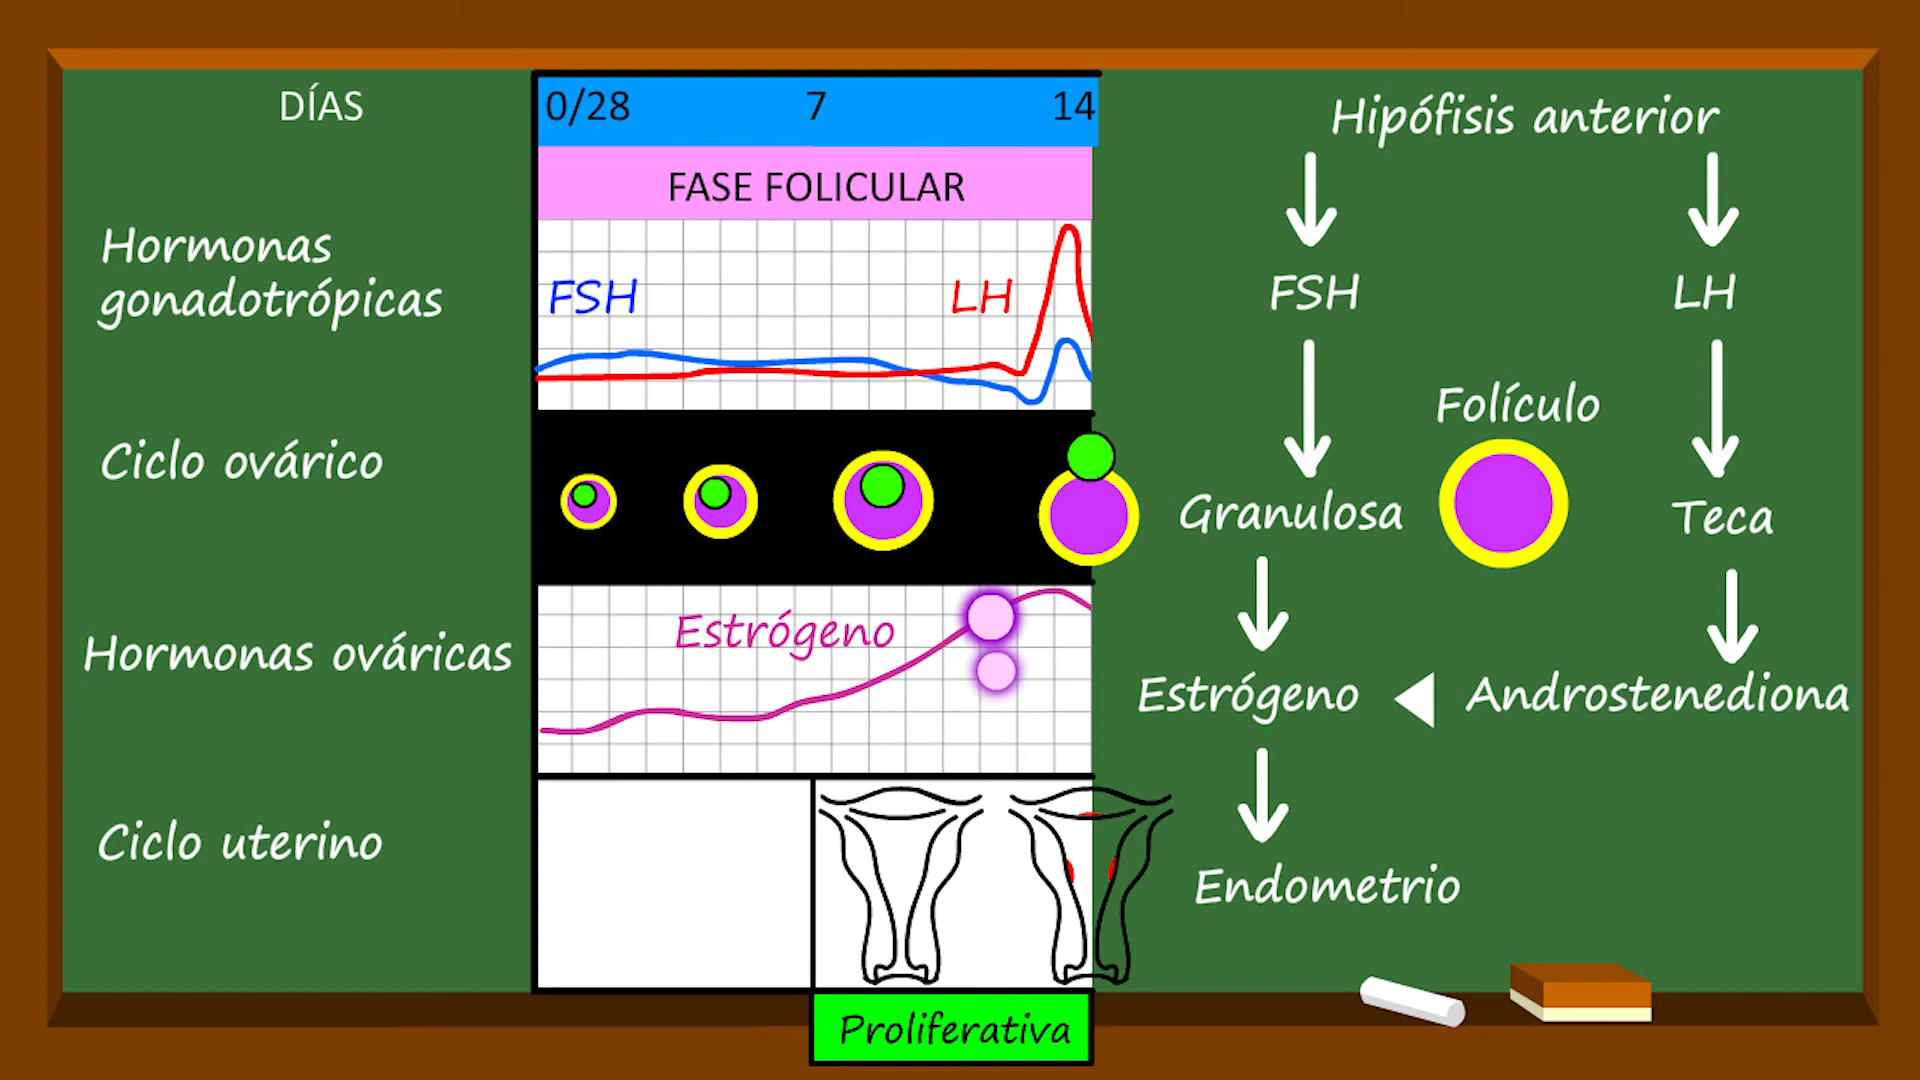 DÍAS
0/28 7 14
FASE FOLICULAR
Hormonas
gonadotrópicas
FSH
LH
Ciclo ovárico
Hormonas ováricas
Estrógeno
Ciclo uterino
Proliferativa
Hipófisis anterior
FSH
LH
Folículo
Granulosa
Teca
Estrógeno
Androstenediona
Endometrio